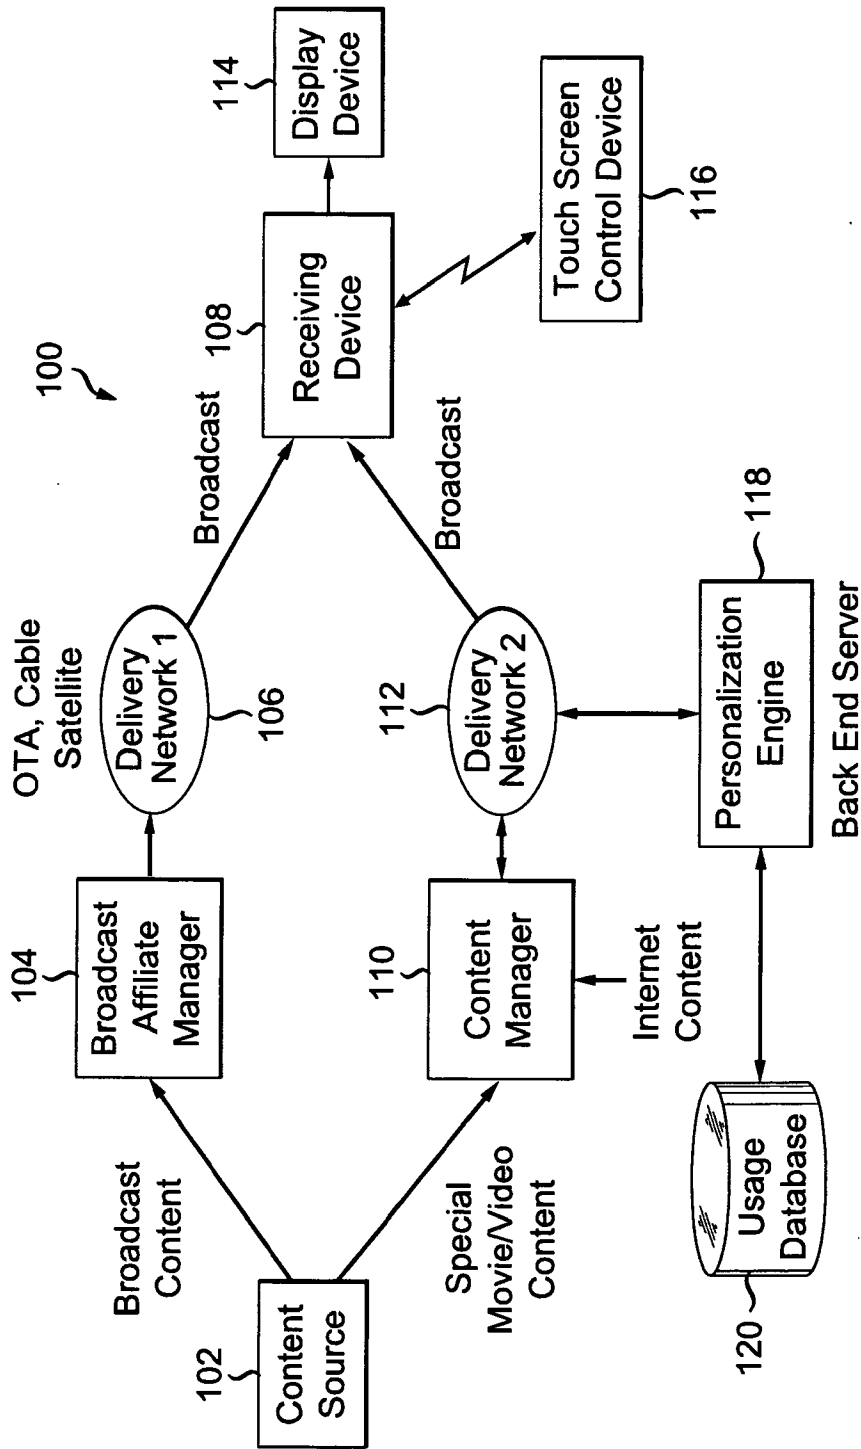 100
102
Content
Source
Broadcast
Content
Special
Movie/Video
Content
104
Broadcast
Affiliate
Manager
110
Content
Manager
Internet
Content
OTA, Cable
Satellite
Delivery
Network 1
106
112
Delivery
Network 2
Broadcast
Broadcast
108
Receiving
Device
114
Display
Device
Touch Screen
Control Device
116
118
Personalization
Engine
Back End Server
Usage
Database
120